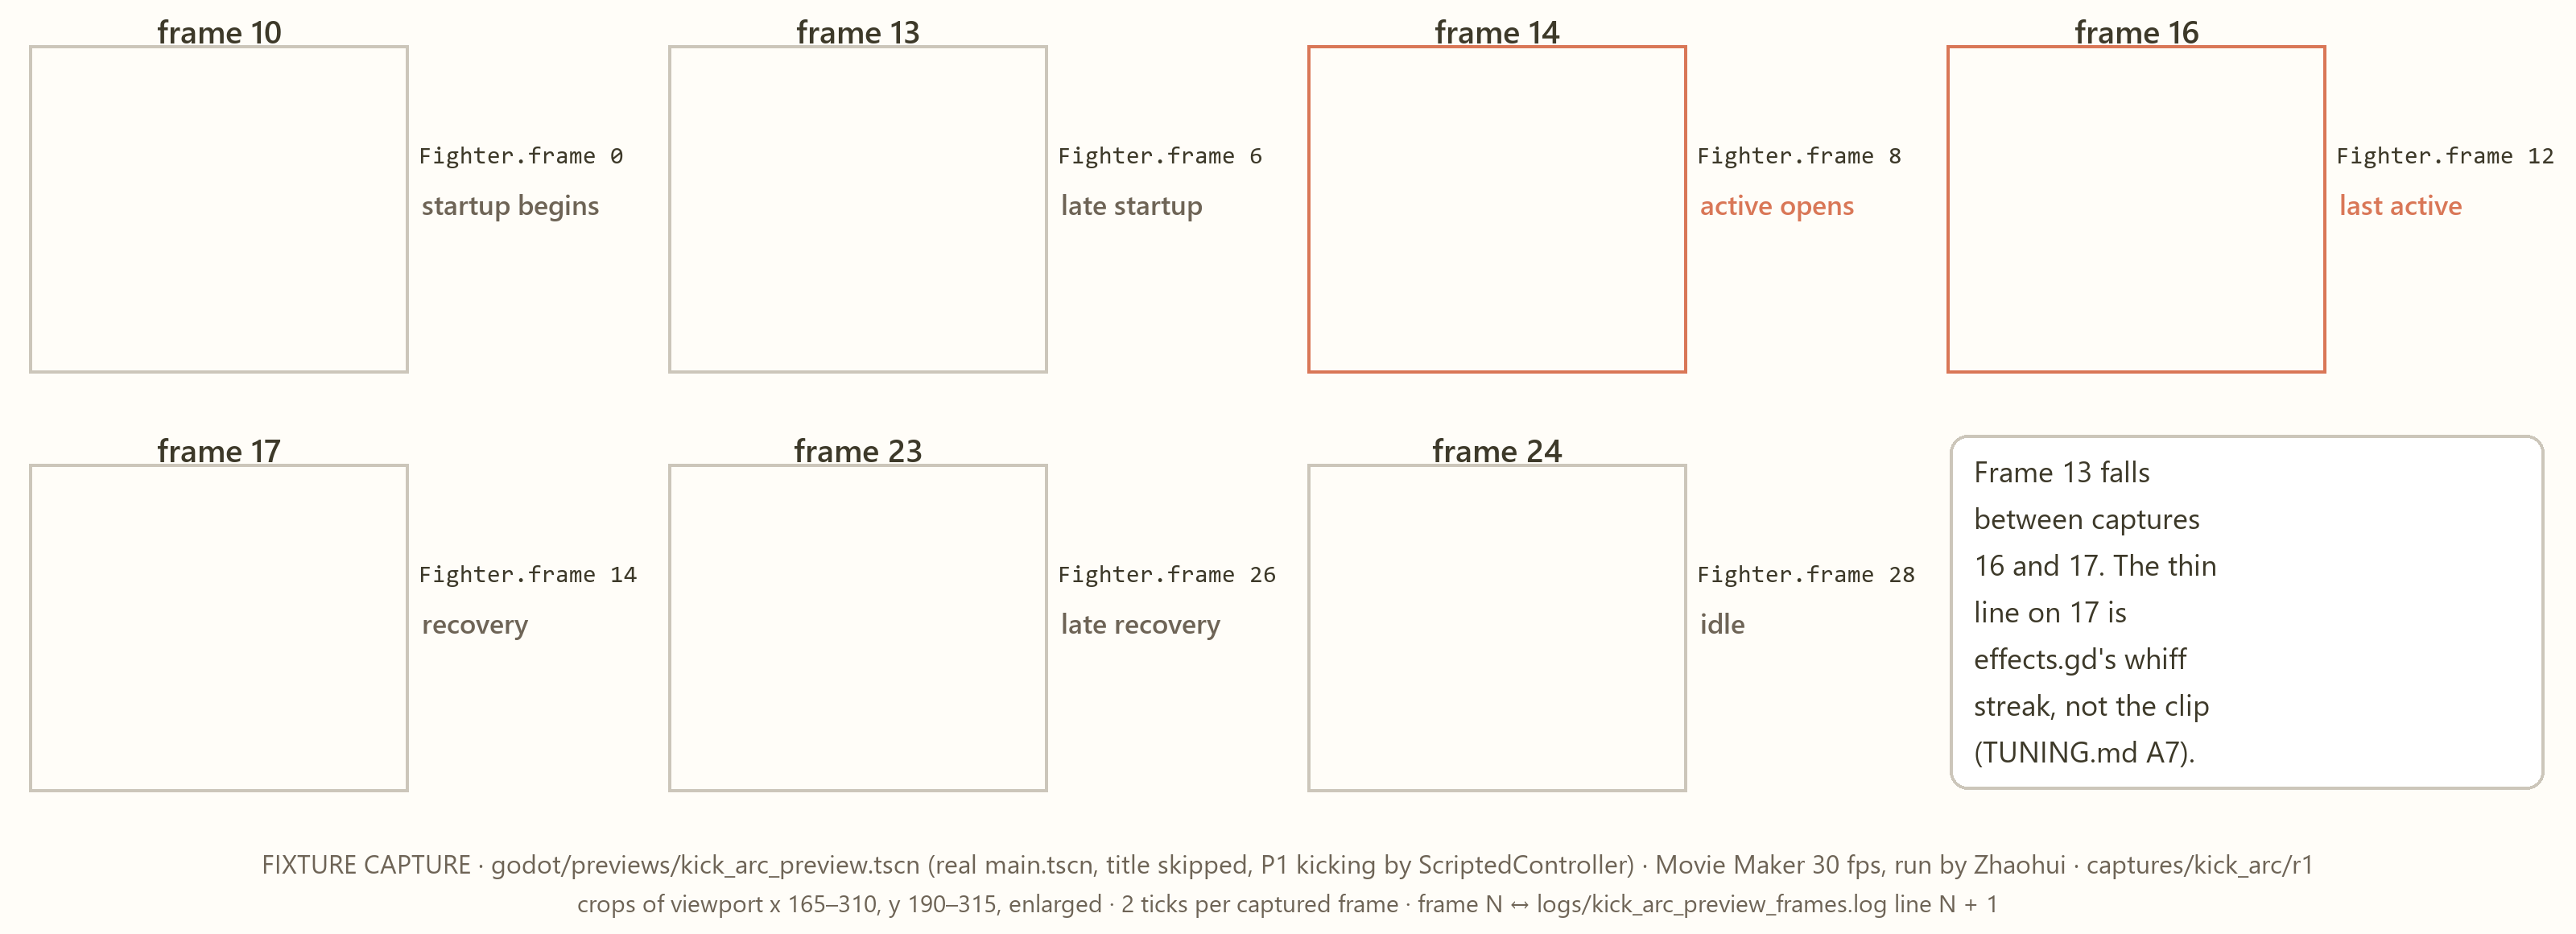 frame 10
Fighter.frame 0
startup begins
frame 13
Fighter.frame 6
late startup
frame 14
Fighter.frame 8
active opens
frame 16
Fighter.frame 12
last active
frame 17
Fighter.frame 14
recovery
frame 23
Fighter.frame 26
late recovery
frame 24
Fighter.frame 28
idle
Frame 13 falls
between captures
16 and 17. The thin
line on 17 is
effects.gd's whiff
streak, not the clip
(TUNING.md A7).
FIXTURE CAPTURE · godot/previews/kick_arc_preview.tscn (real main.tscn, title skipped, P1 kicking by ScriptedController) · Movie Maker 30 fps, run by Zhaohui · captures/kick_arc/r1
crops of viewport x 165–310, y 190–315, enlarged · 2 ticks per captured frame · frame N ↔ logs/kick_arc_preview_frames.log line N + 1